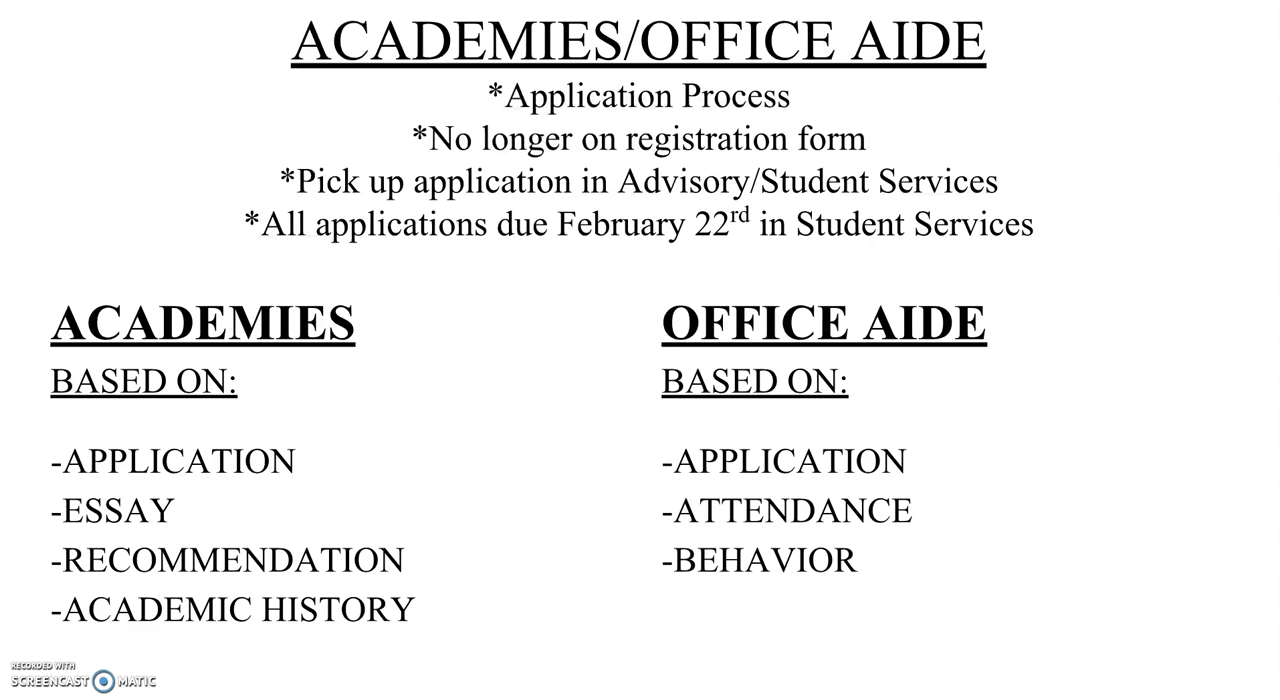 ACADEMIES/OFFICE AIDE
*Application Process
*No longer on registration form
*Pick up application in Advisory/Student Services
*All applications due February 22rd in Student Services
ACADEMIES
BASED ON:
-APPLICATION
-ESSAY
-RECOMMENDATION
-ACADEMIC HISTORY
OFFICE AIDE
BASED ON:
-APPLICATION
-ATTENDANCE
-BEHAVIOR
RECORDED WITH
SCREENCAST MATIC